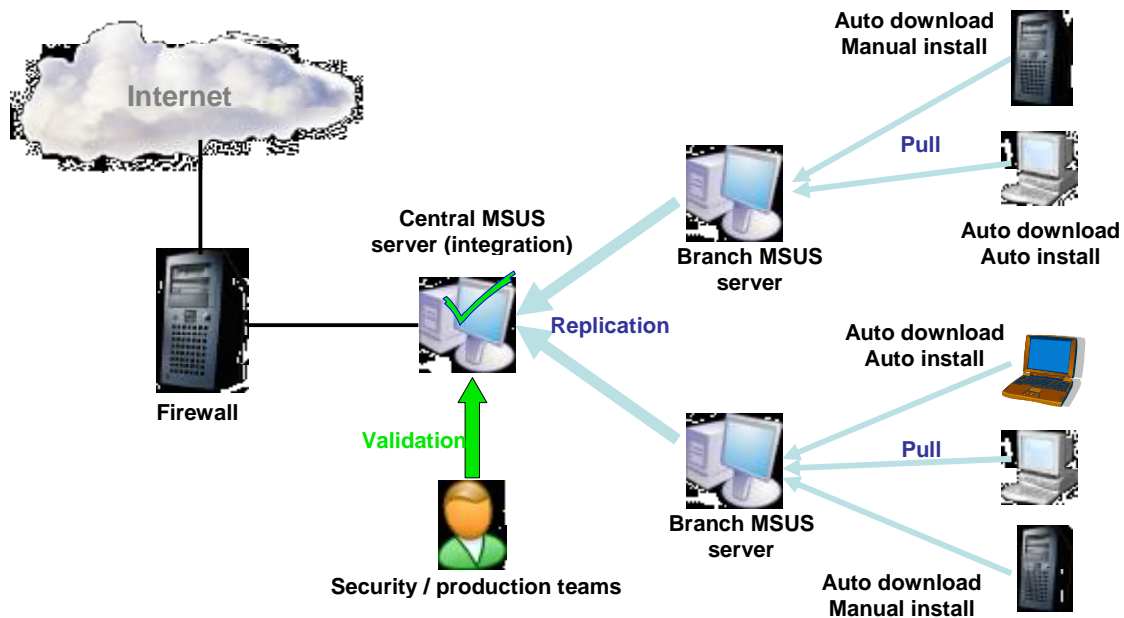 Internet
Firewall
Central MSUS
server (integration)
Validation
Security / production teams
Replication
Branch MSUS
server
Auto download
Manual install
Pull
Auto download
Auto install
Branch MSUS
server
Auto download
Auto install
Pull
Auto download
Manual install